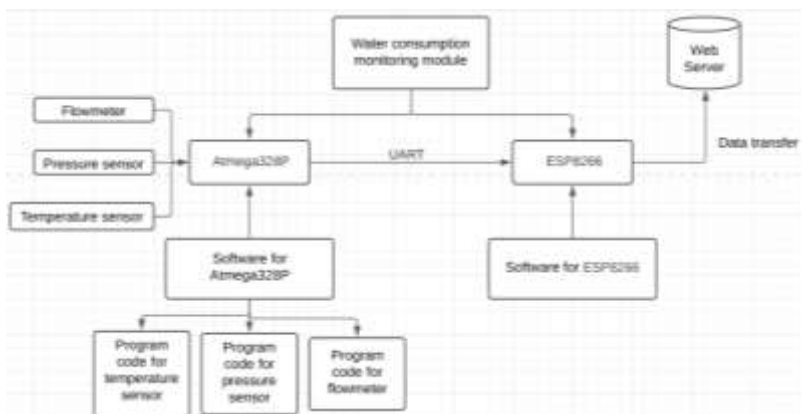 Water consumption
monitoring module
Web
Server
Flowmeter
Atmega328P
UART
ESP8266
Data transfer
Pressure sensor
Temperature sensor
Software for
Atmega328P
Software for ESP8266
Program
code for
temperature
sensor
Program
code for
pressure
sensor
Program
code for
flowmeter